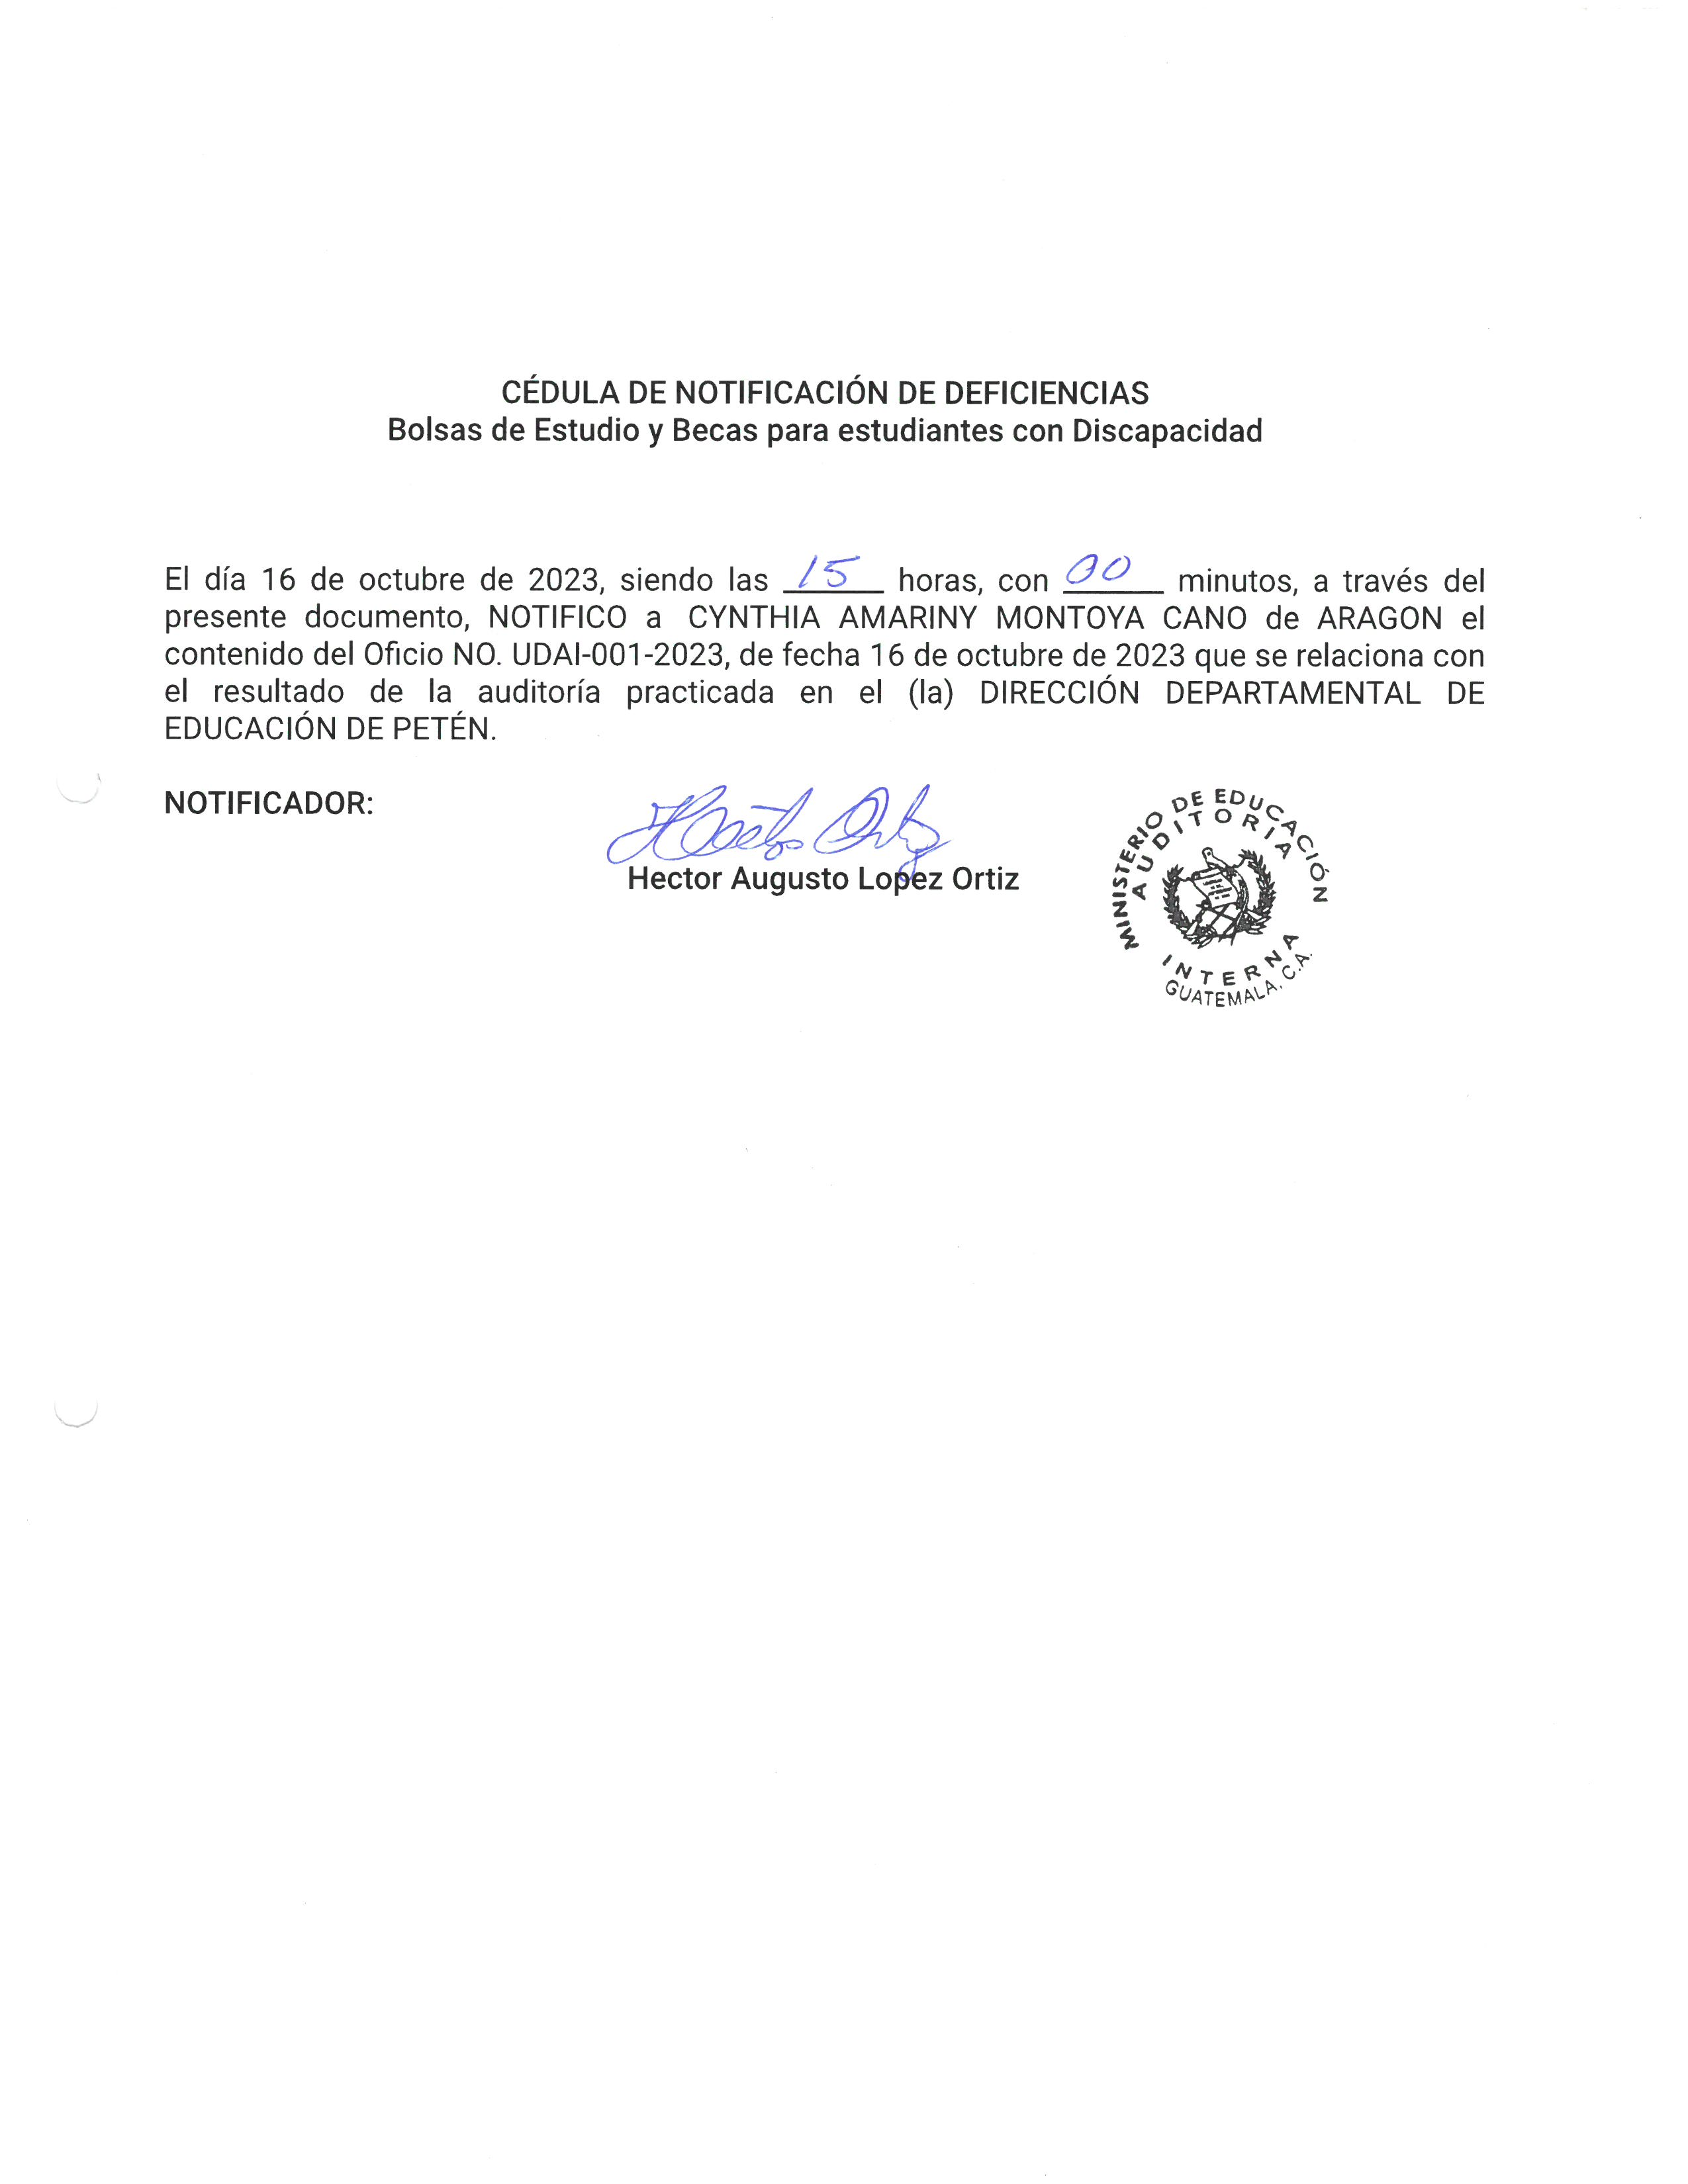 CÉDULA DE NOTIFICACIÓN DE DEFICIENCIAS
Bolsas de Estudio y Becas para estudiantes con Discapacidad
El día 16 de octubre de 2023, siendo las 15 horas, con 00 minutos, a través del
presente documento, NOTIFICO a CYNTHIA AMARINY MONTOYA CANO de ARAGON el
contenido del Oficio NO. UDAI-001-2023, de fecha 16 de octubre de 2023 que se relaciona con
el resultado de la auditoría practicada en el (la) DIRECCIÓN DEPARTAMENTAL DE
EDUCACIÓN DE PETÉN.
NOTIFICADOR:
Hector Augusto Lopez Ortiz
MINISTERIO DE EDUCACIÓN
AUDITORIA
INTERNA
GUATEMALA, C.A.